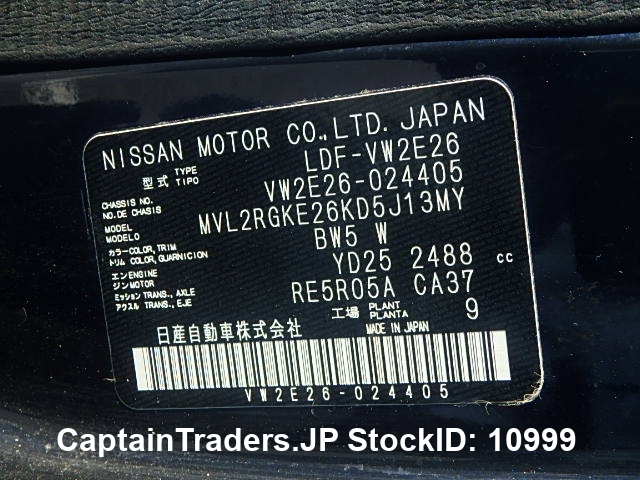 NISSAN MOTOR CO.,LTD. JAPAN
型式 TYPE TIPO LDF-VW2E26
CHASSIS NO. NO. DE CHASIS VW2E26-024405
MODEL MODELO MVL2RGKE26KD5J13MY
カラー COLOR, TRIM トリム COLOR, GUARNICION BW5 W
エンジン ENGINE MOTOR YD25 2488 cc
ミッション TRANS., AXLE アクスル TRANS., EJE RE5R05A CA37
工場 PLANT PLANTA 9
日産自動車株式会社 MADE IN JAPAN
VW2E26-024405
CaptainTraders.JP StockID: 10999